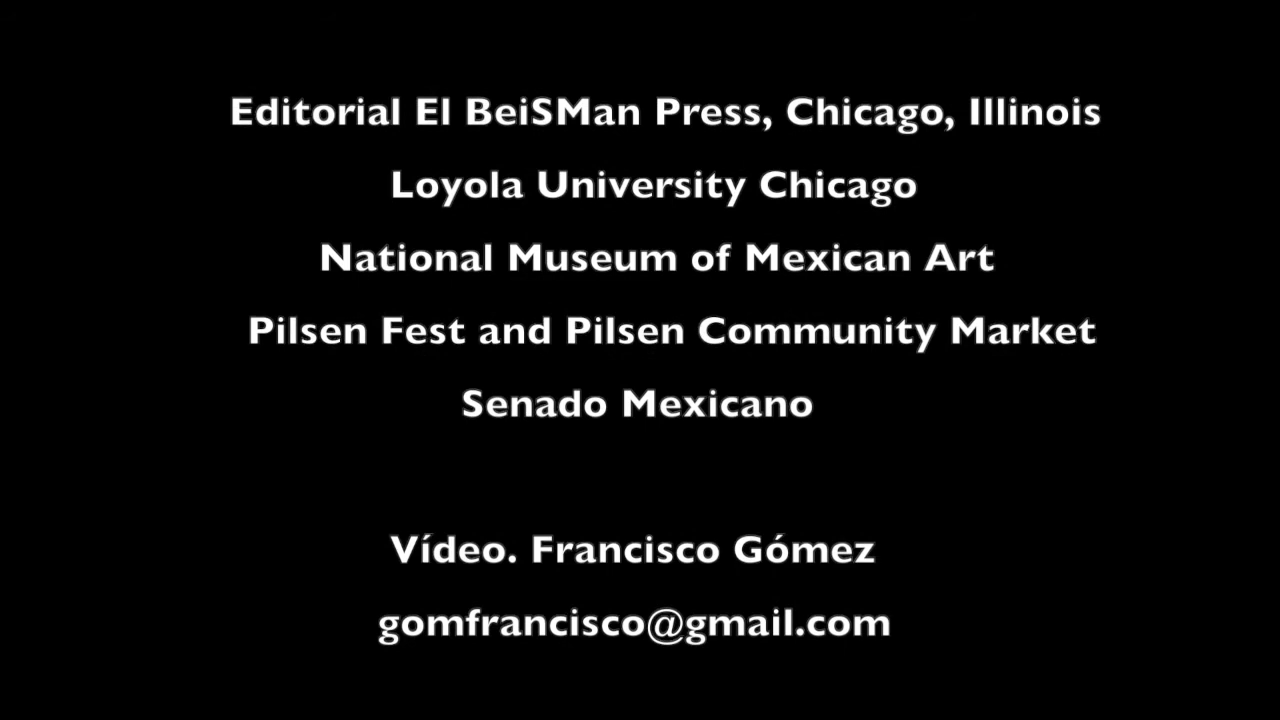 Editorial El BeiSMan Press, Chicago, Illinois
Loyola University Chicago
National Museum of Mexican Art
Pilsen Fest and Pilsen Community Market
Senado Mexicano
Vídeo. Francisco Gómez
gomfrancisco@gmail.com